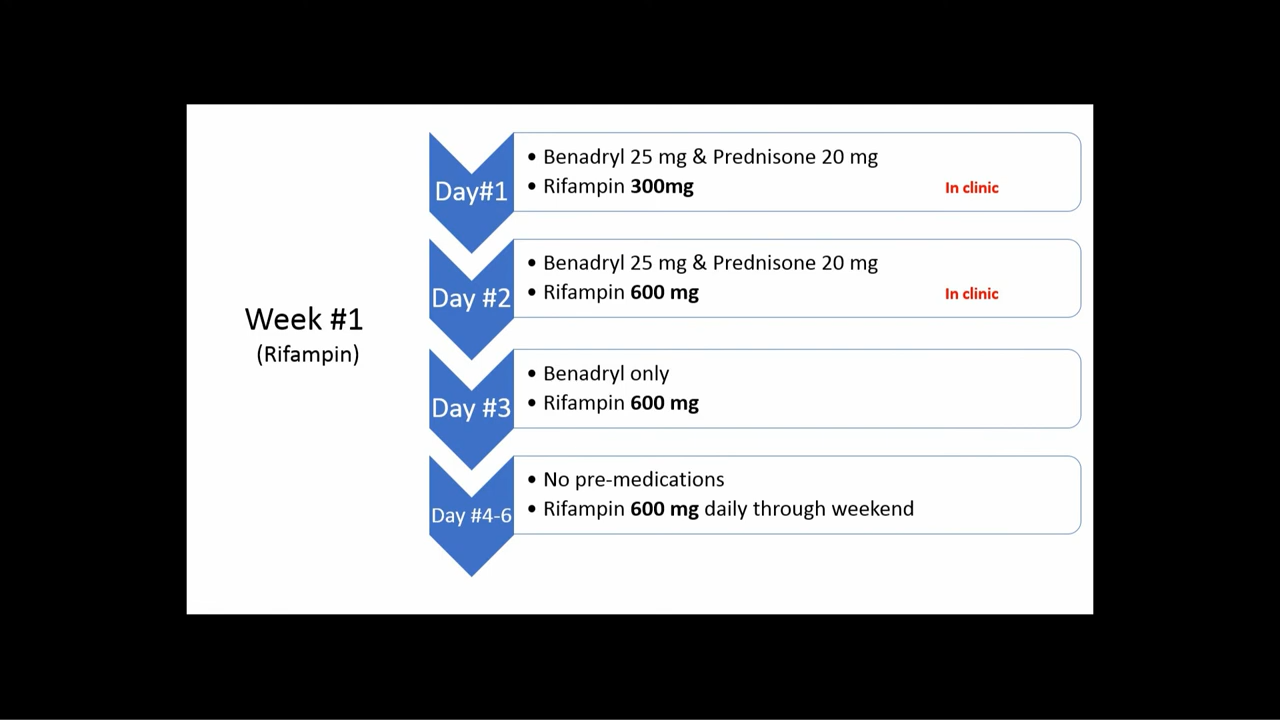 Week #1
(Rifampin)
Day#1
• Benadryl 25 mg & Prednisone 20 mg
• Rifampin 300mg
In clinic
Day #2
• Benadryl 25 mg & Prednisone 20 mg
• Rifampin 600 mg
In clinic
Day #3
• Benadryl only
• Rifampin 600 mg
Day #4-6
• No pre-medications
• Rifampin 600 mg daily through weekend